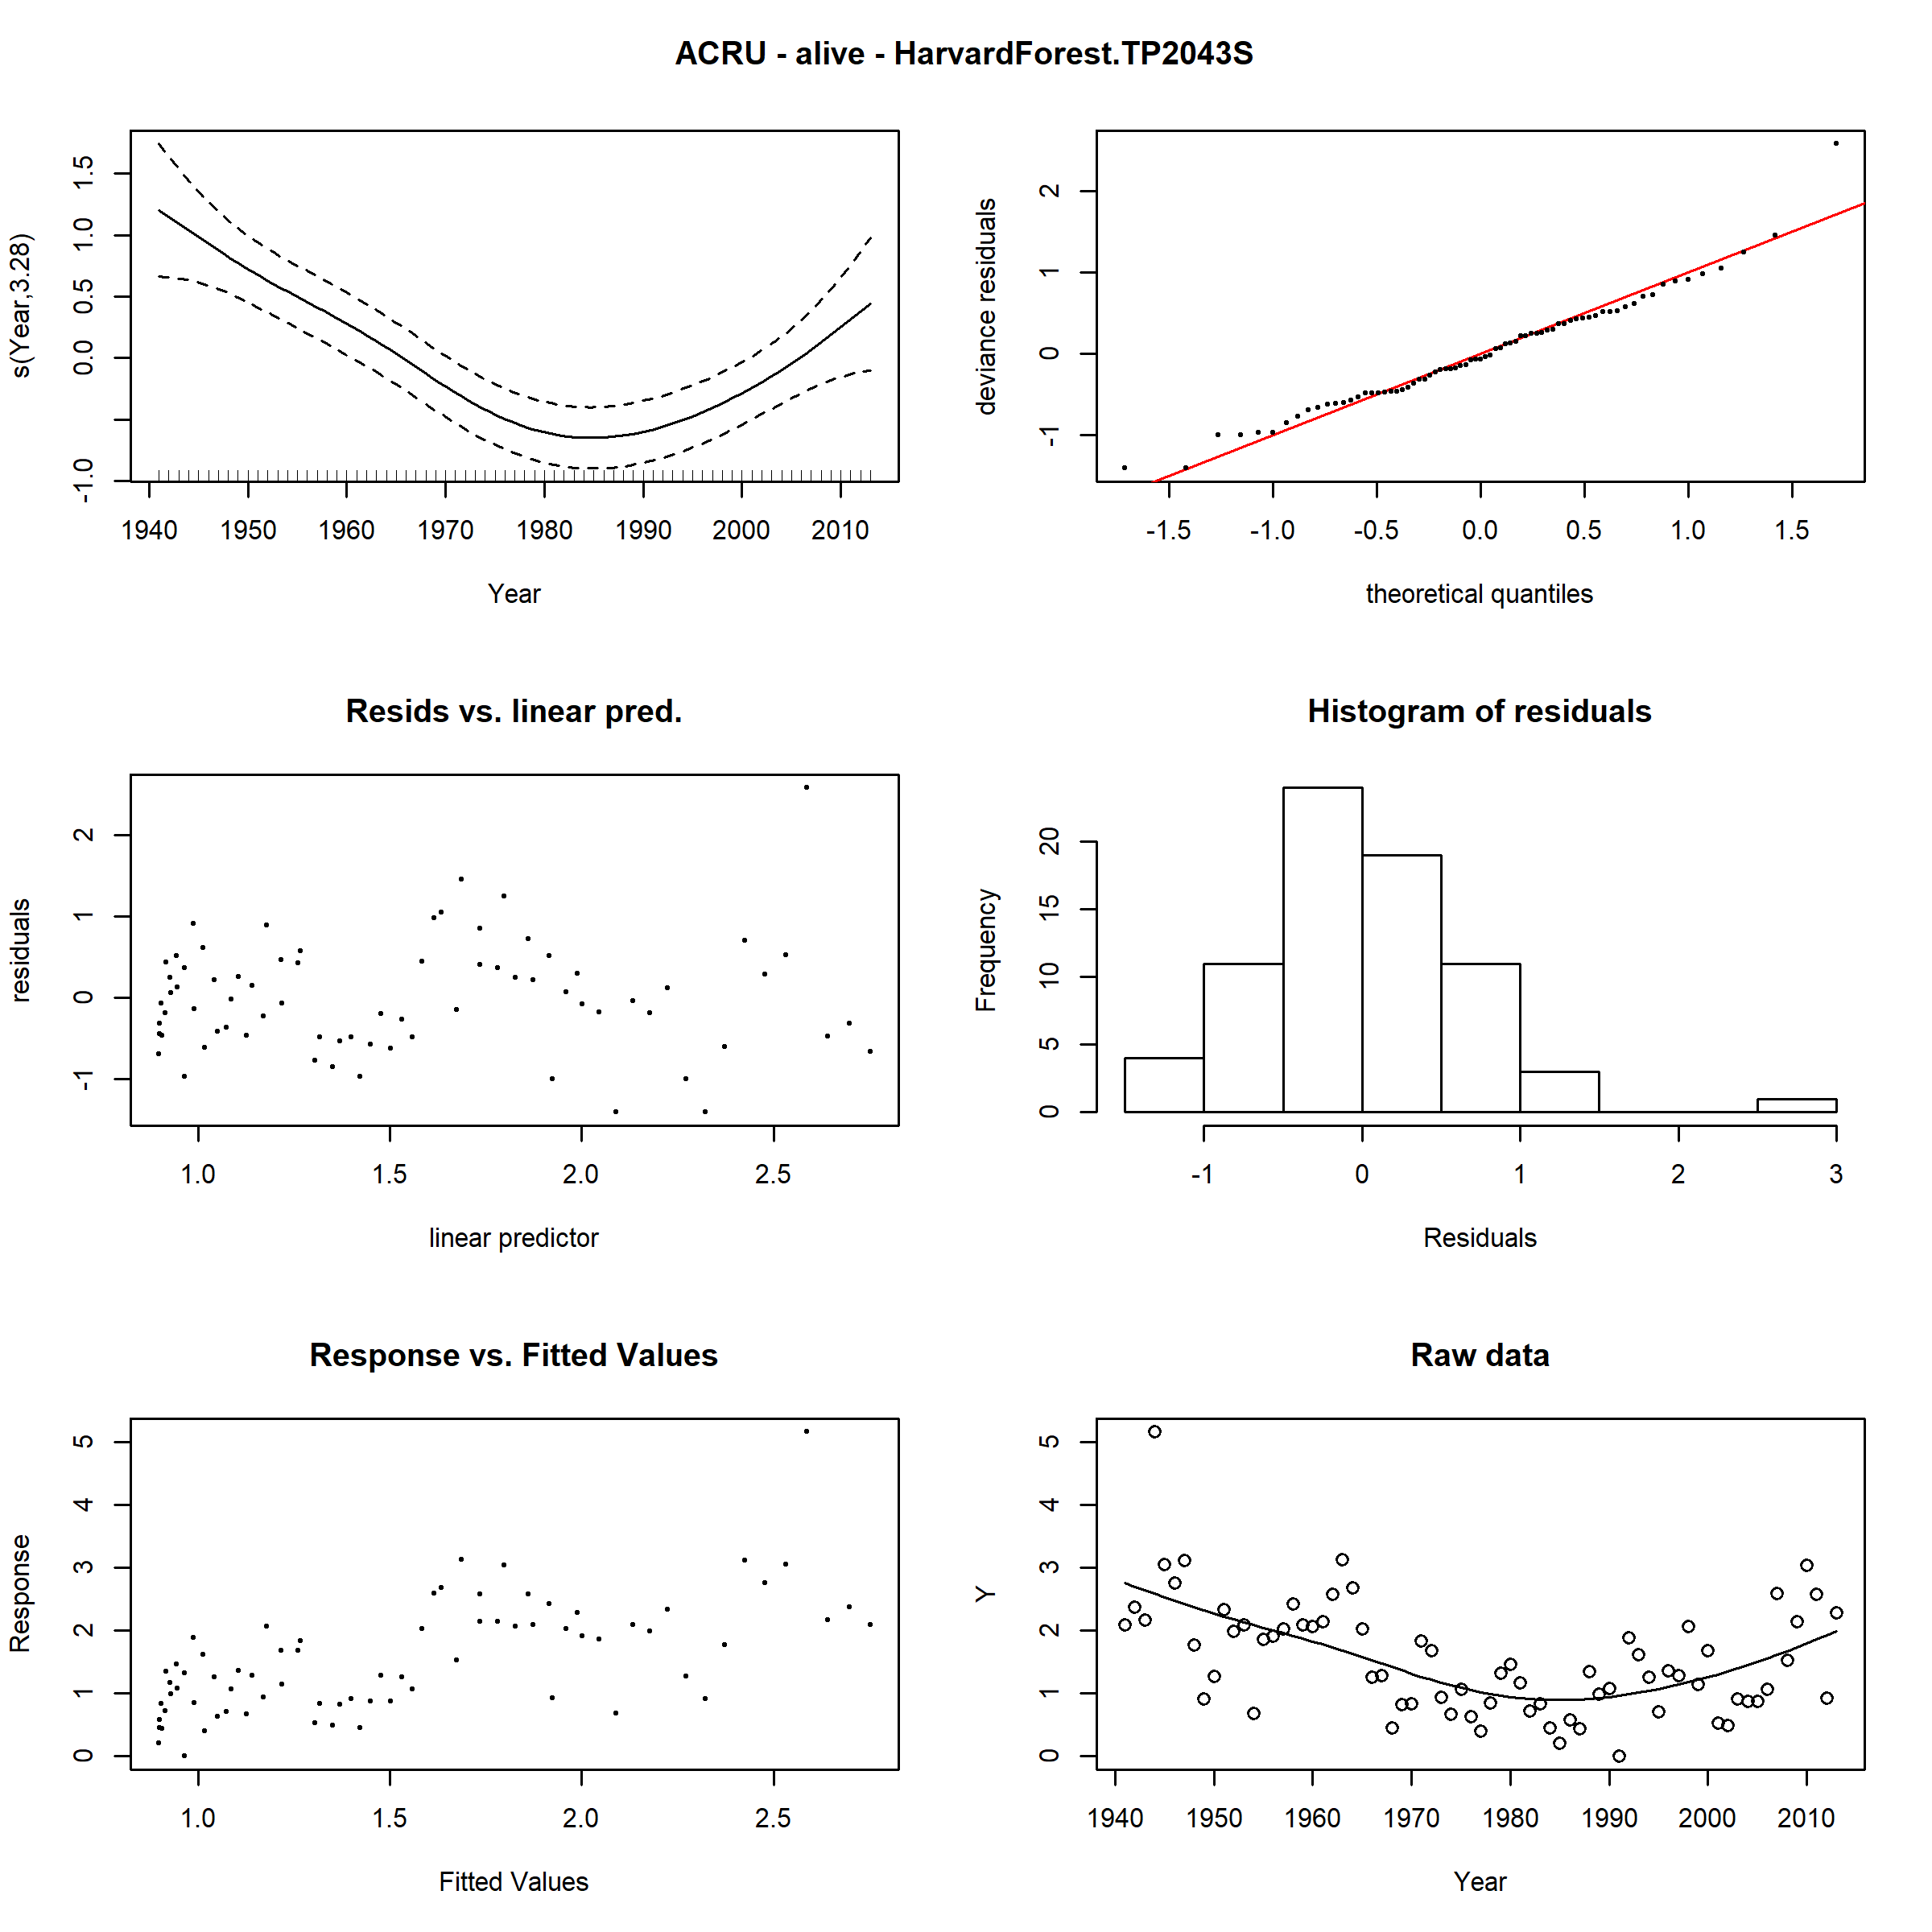 ACRU - alive - HarvardForest.TP2043S
s(Year,3.28)
-1.0 0.0 0.5 1.0 1.5
1940 1950 1960 1970 1980 1990 2000 2010
Year
deviance residuals
-1 0 1 2
-1.5 -1.0 -0.5 0.0 0.5 1.0 1.5
theoretical quantiles
Resids vs. linear pred.
residuals
-1 0 1 2
1.0 1.5 2.0 2.5
linear predictor
Histogram of residuals
Frequency
0 5 10 15 20
-1 0 1 2 3
Residuals
Response vs. Fitted Values
Response
0 1 2 3 4 5
1.0 1.5 2.0 2.5
Fitted Values
Raw data
Y
0 1 2 3 4 5
1940 1950 1960 1970 1980 1990 2000 2010
Year